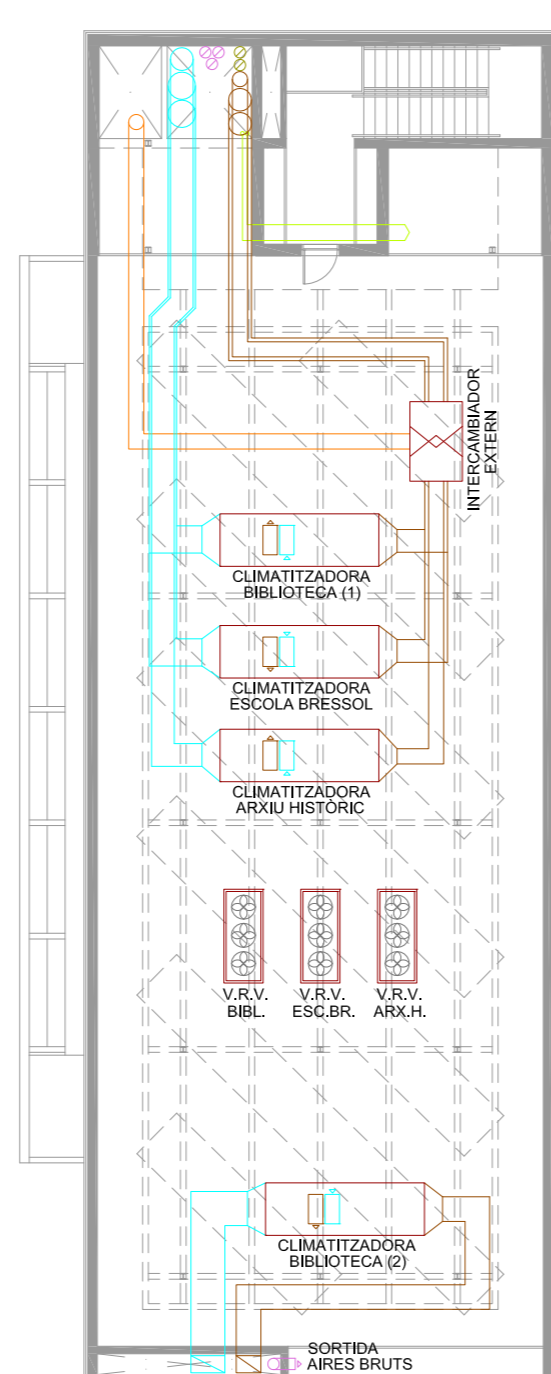 INTERCAMBIADOR
EXTERN
CLIMATITZADORA
BIBLIOTECA (1)
CLIMATITZADORA
ESCOLA BRESSOL
CLIMATITZADORA
ARXIU HISTÒRIC
V.R.V.
BIBL.
V.R.V.
ESC.BR.
V.R.V.
ARX.H.
CLIMATITZADORA
BIBLIOTECA (2)
SORTIDA
AIRES BRUTS